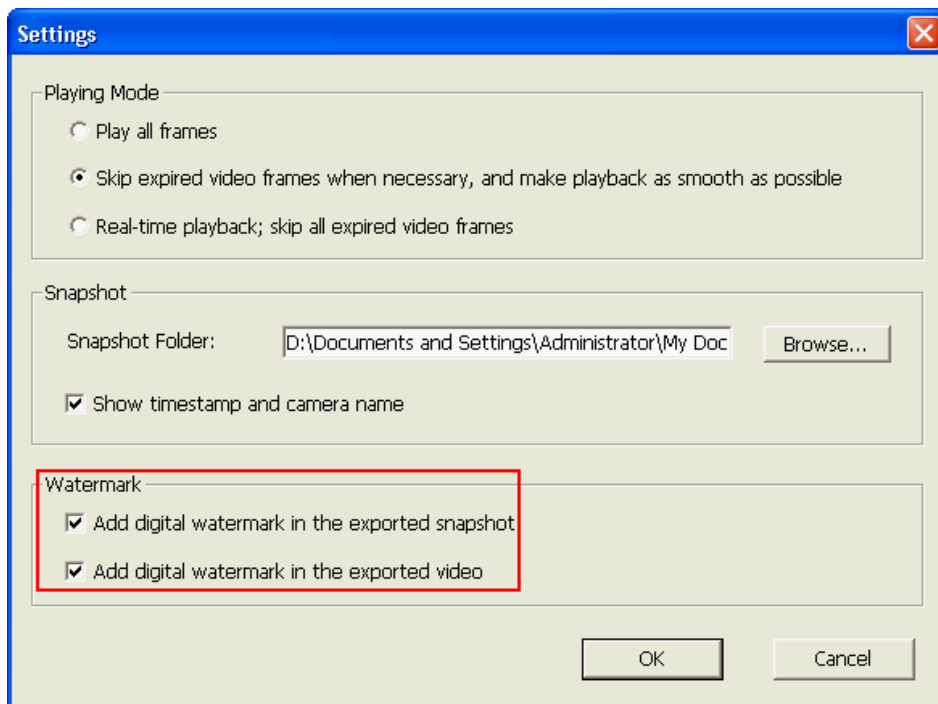 Settings
Playing Mode
Play all frames
Skip expired video frames when necessary, and make playback as smooth as possible
Real-time playback; skip all expired video frames
Snapshot
Snapshot Folder: D:\Documents and Settings\Administrator\My Doc Browse...
Show timestamp and camera name
Watermark
Add digital watermark in the exported snapshot
Add digital watermark in the exported video
OK Cancel